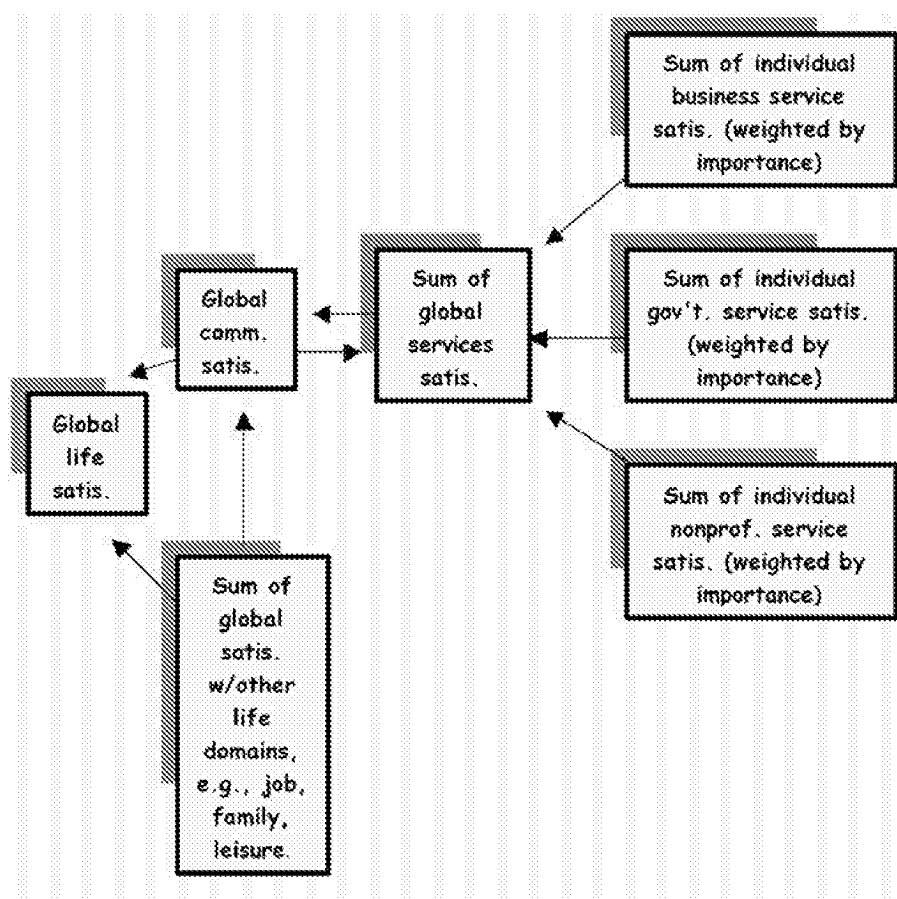 Sum of individual
business service
satis. (weighted by
importance)
Global
comm.
satis.
Sum of
global
services
satis.
Sum of individual
gov't. service satis.
(weighted by
importance)
Global
life
satis.
Sum of individual
nonprof. service
satis. (weighted by
importance)
Sum of
global
satis.
w/other
life
domains,
e.g., job,
family,
leisure.